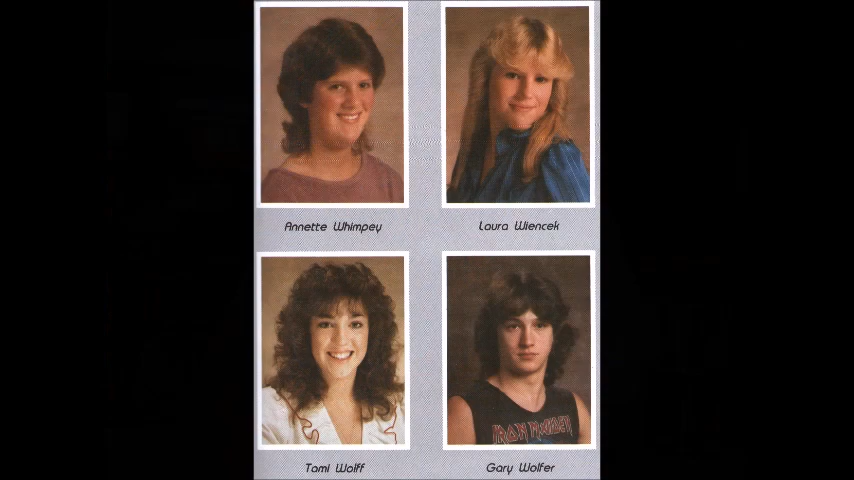 Annette Whimpey
Laura Wiencek
Tami Wolff
IRON MAIDEN
Gary Wolfer